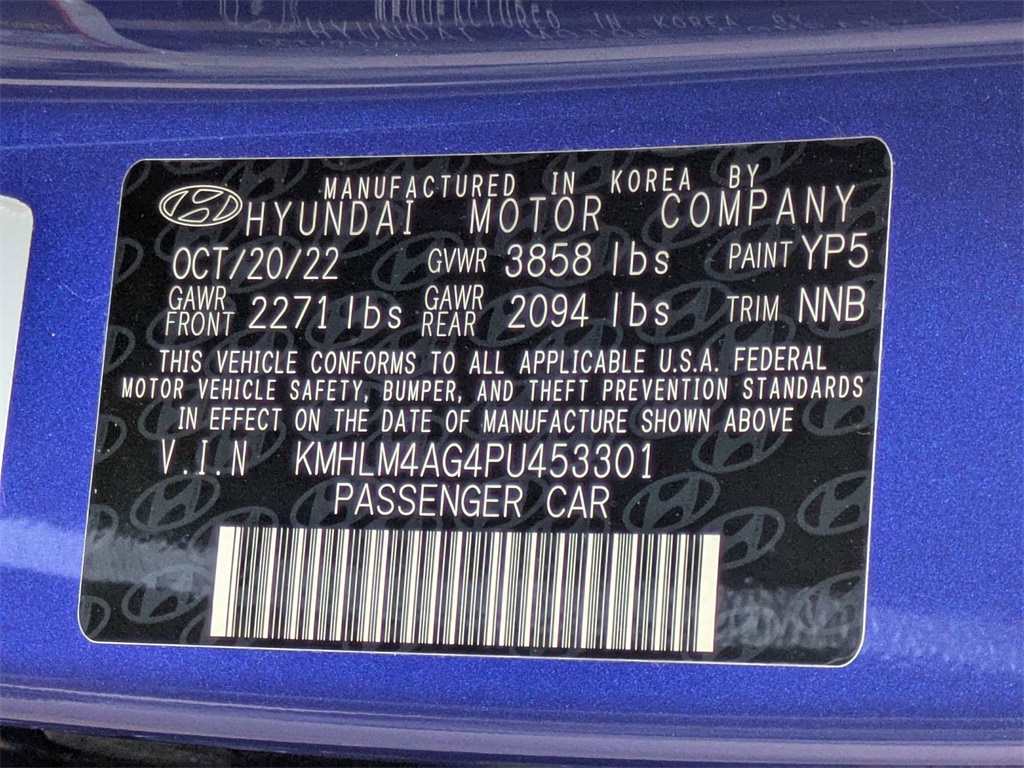 MANUFACTURED IN KOREA BY
HYUNDAI MOTOR COMPANY
OCT/20/22 GVWR 3858 lbs PAINT YP5
GAWR FRONT 2271 lbs GAWR REAR 2094 lbs TRIM NNB
THIS VEHICLE CONFORMS TO ALL APPLICABLE U.S.A. FEDERAL
MOTOR VEHICLE SAFETY, BUMPER, AND THEFT PREVENTION STANDARDS
IN EFFECT ON THE DATE OF MANUFACTURE SHOWN ABOVE
V.I.N KMHLM4AG4PU453301
PASSENGER CAR